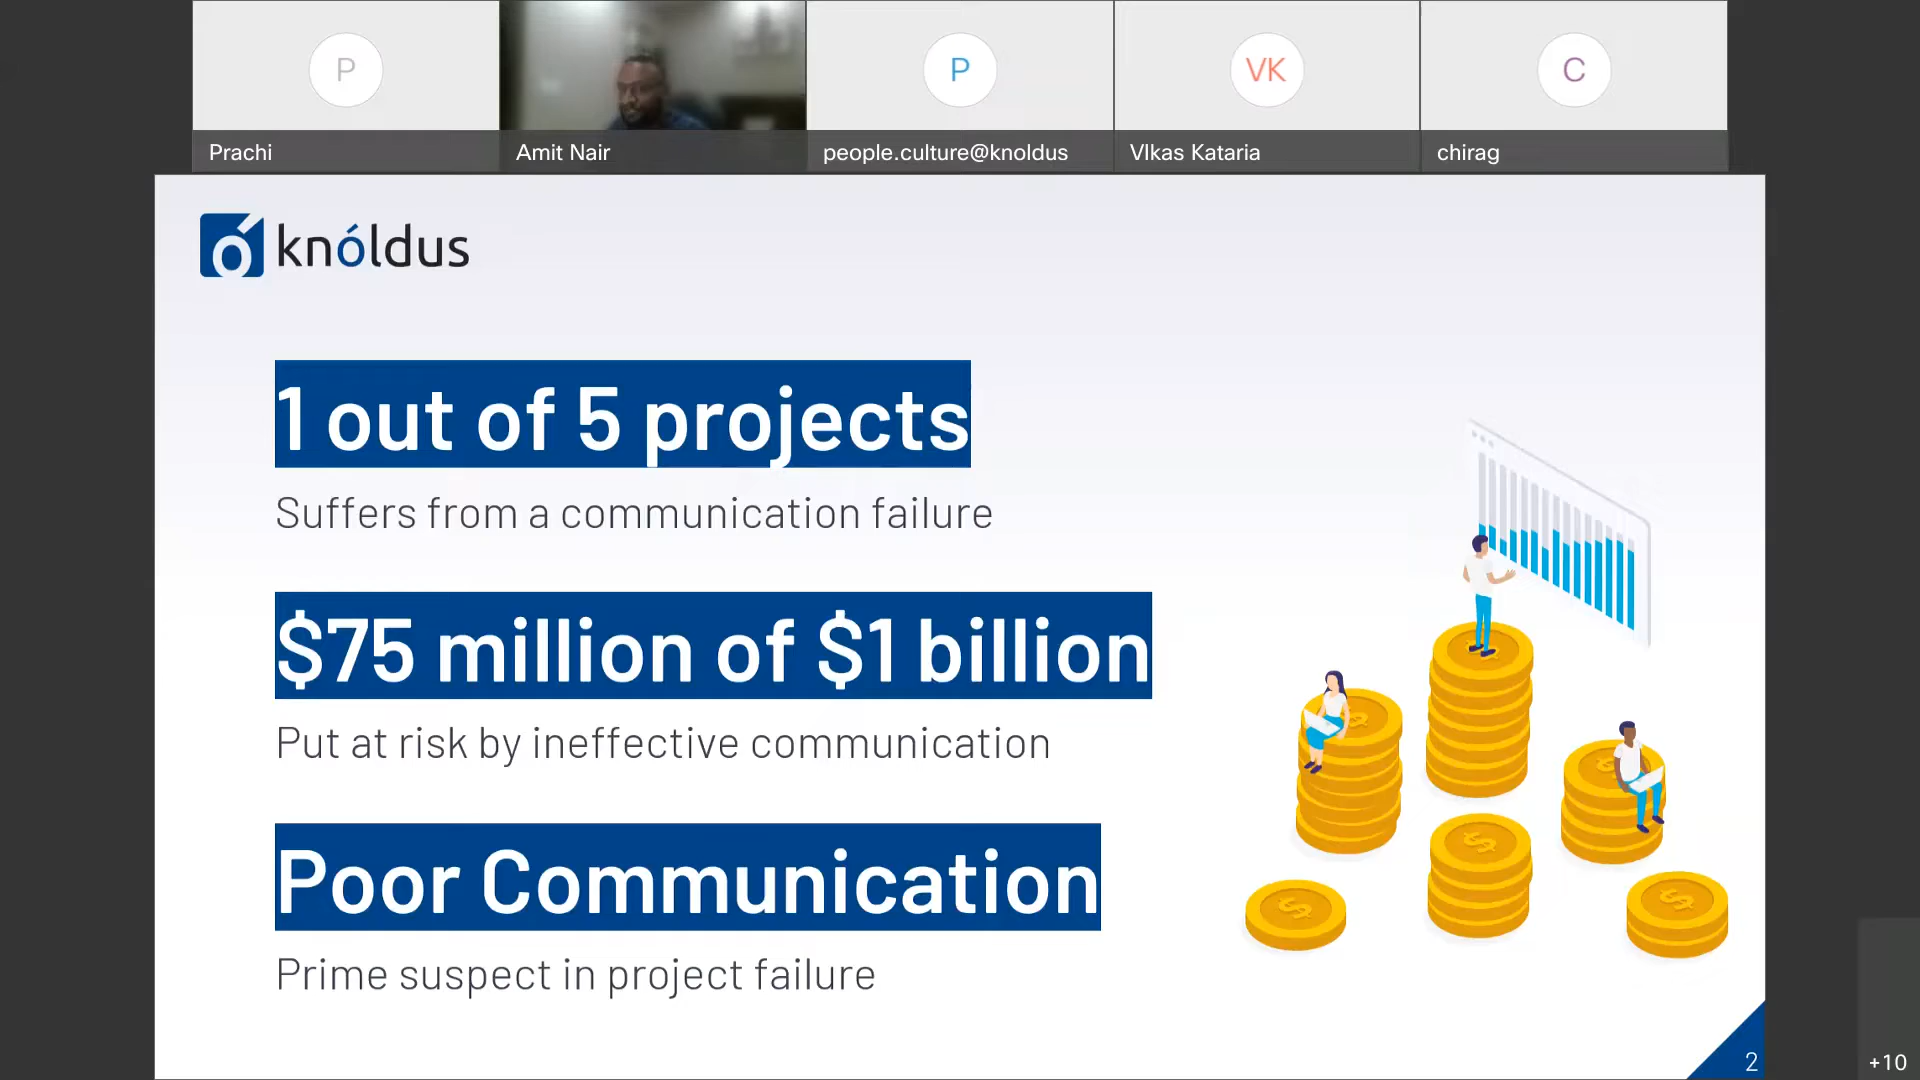 P
P
VK
C
Prachi
Amit Nair
people.culture@knoldus
VIkas Kataria
chirag
knóldus
1 out of 5 projects
Suffers from a communication failure
$75 million of $1 billion
Put at risk by ineffective communication
Poor Communication
Prime suspect in project failure
2
+10